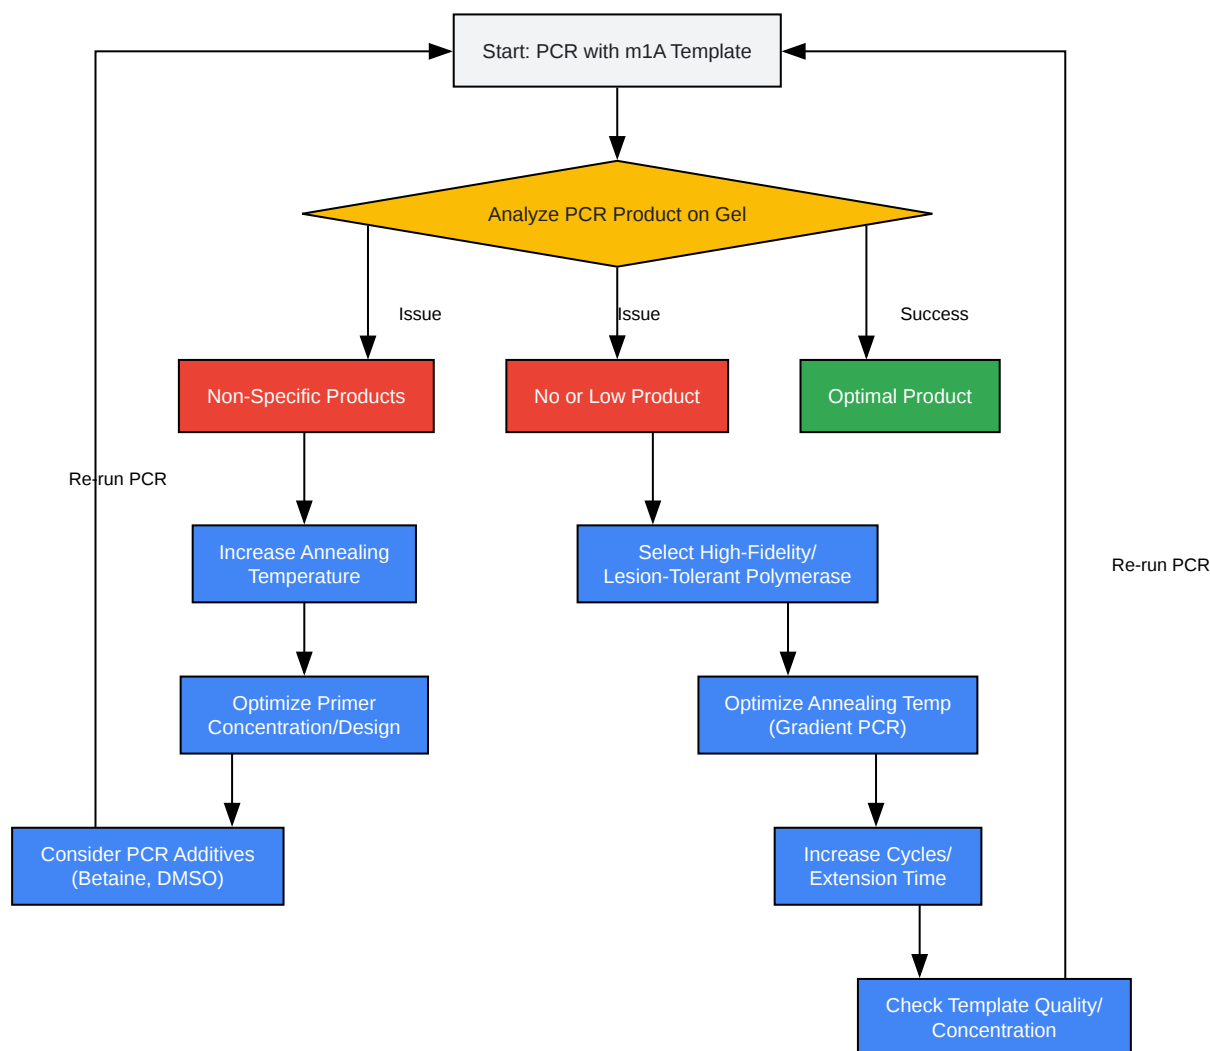 Start: PCR with m1A Template
Analyze PCR Product on Gel
Issue
Issue
Success
Non-Specific Products
No or Low Product
Optimal Product
Re-run PCR
Increase Annealing
Temperature
Select High-Fidelity/
Lesion-Tolerant Polymerase
Re-run PCR
Optimize Primer
Concentration/Design
Optimize Annealing Temp
(Gradient PCR)
Consider PCR Additives
(Betaine, DMSO)
Increase Cycles/
Extension Time
Check Template Quality/
Concentration